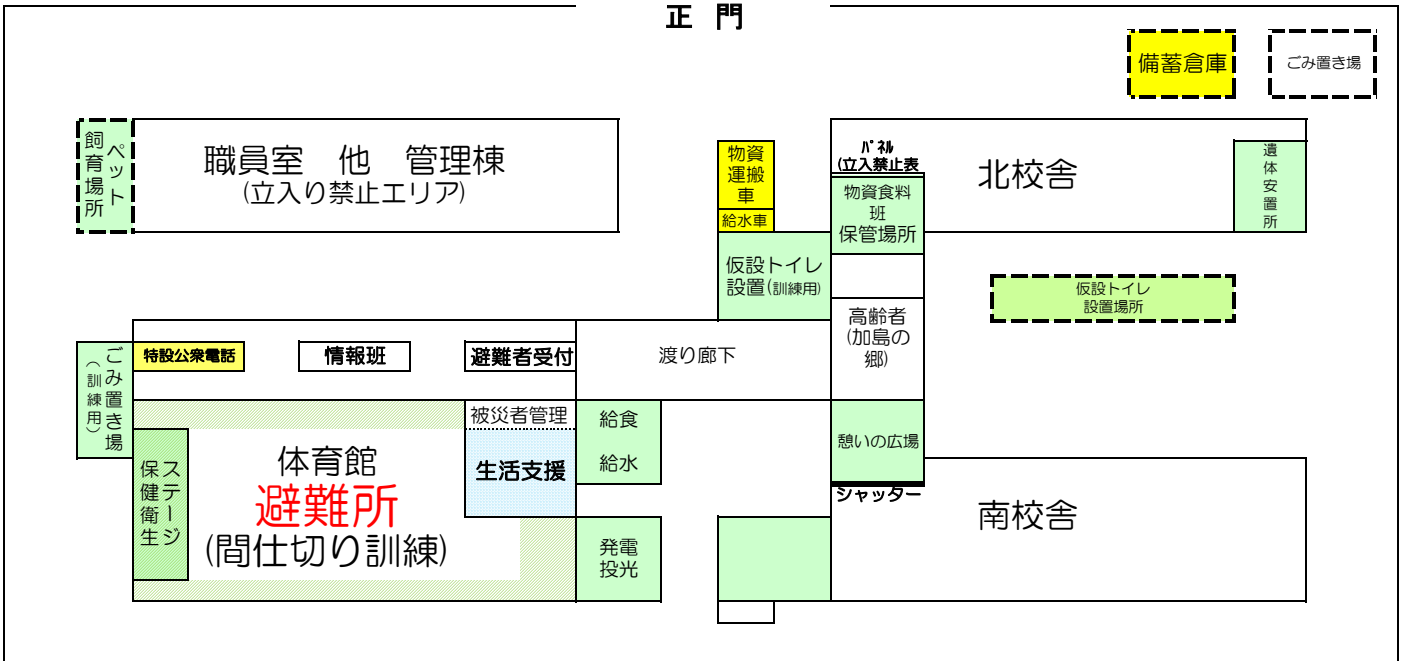 正 門
備蓄倉庫
ごみ置き場
ペット
飼育場所
職員室 他 管理棟
(立入り禁止エリア)
物資
運搬
車
給水車
パネル
(立入禁止表
物資食料
班
保管場所
北校舎
遺体安置所
仮設トイレ
設置(訓練用)
仮設トイレ
設置場所
高齢者
(加島の
郷)
ごみ置き場
(訓練用)
特設公衆電話
情報班
避難者受付
渡り廊下
被災者管理
生活支援
給食
給水
憩いの広場
シャッター
ステージ
保健衛生
体育館
避難所
(間仕切り訓練)
発電
投光
南校舎